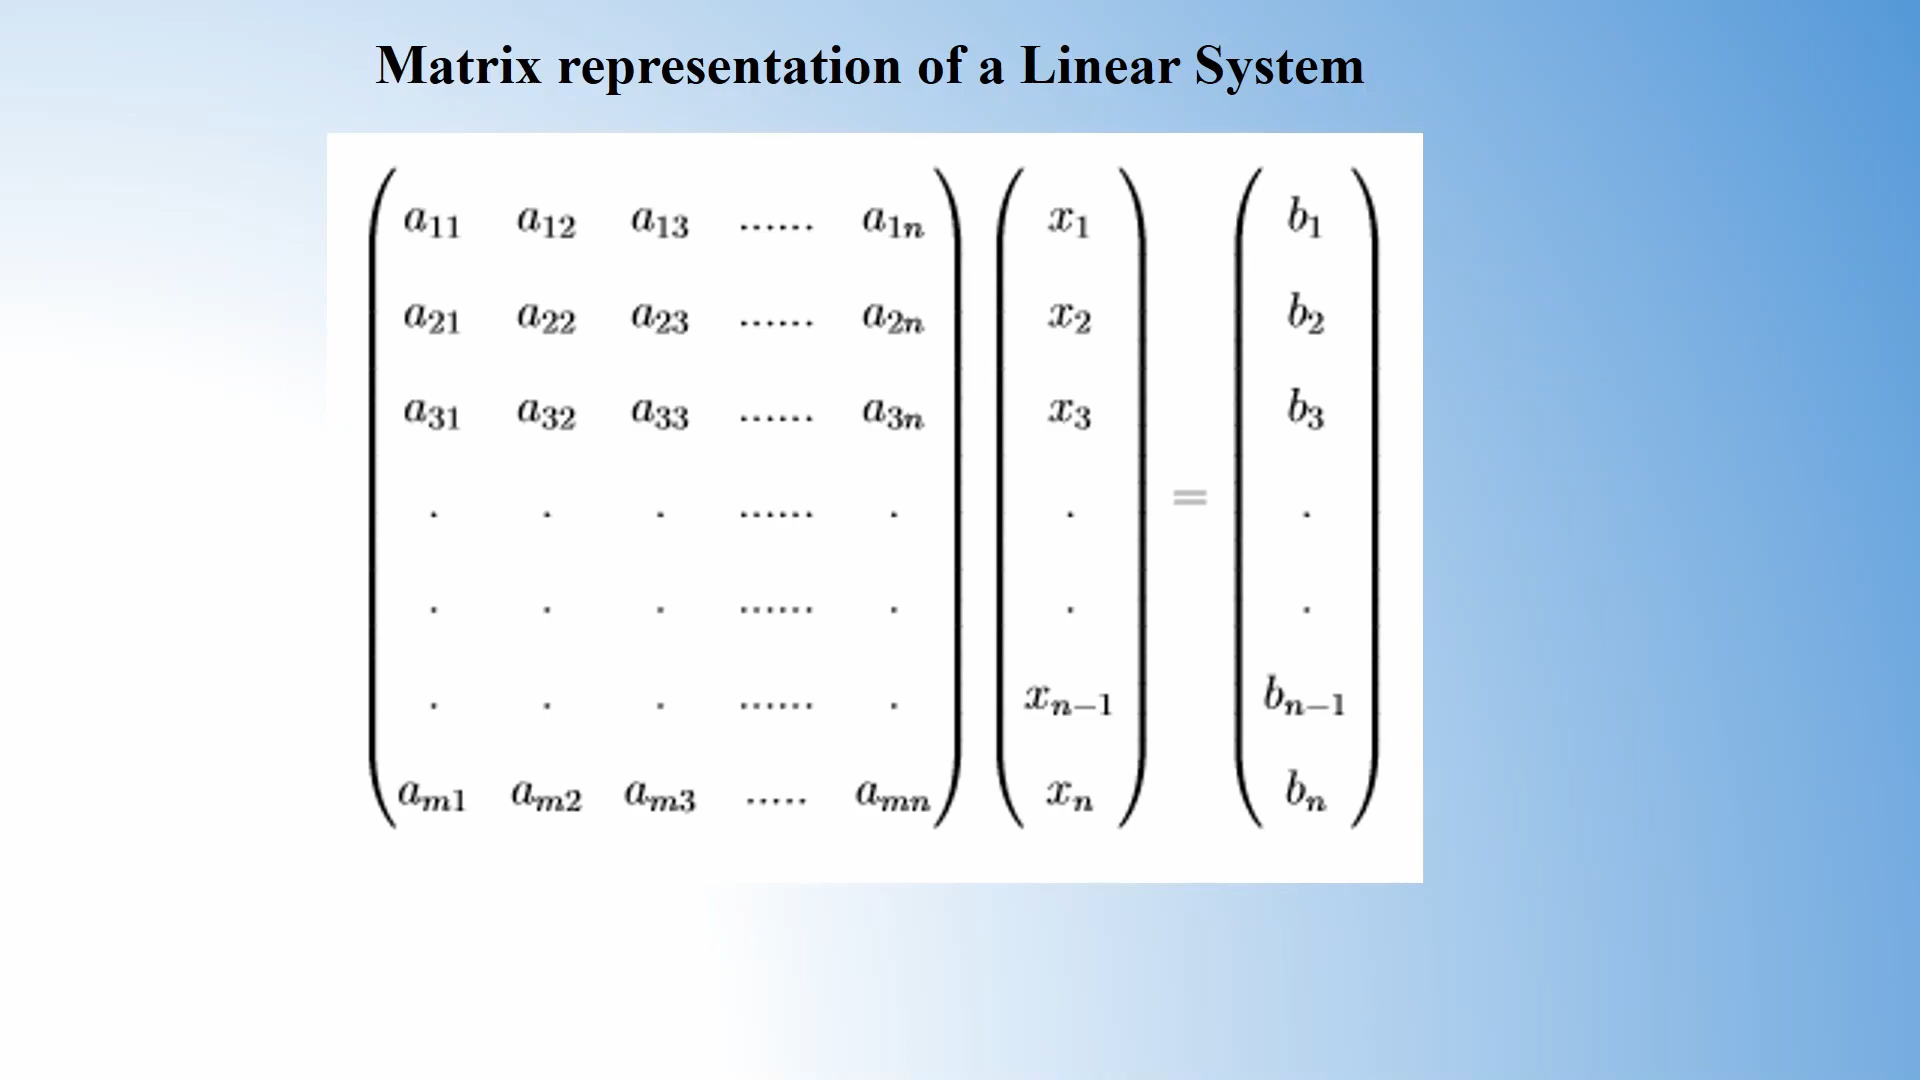 Matrix representation of a Linear System
a₁₁ a₁₂ a₁₃ ...... a₁ₙ x₁ b₁
a₂₁ a₂₂ a₂₃ ...... a₂ₙ x₂ b₂
a₃₁ a₃₂ a₃₃ ...... a₃ₙ x₃ b₃
. . . ...... . . = .
. . . ...... . . .
. . . ...... . xₙ₋₁ bₙ₋₁
aₘ₁ aₘ₂ aₘ₃ ..... aₘₙ xₙ bₙ